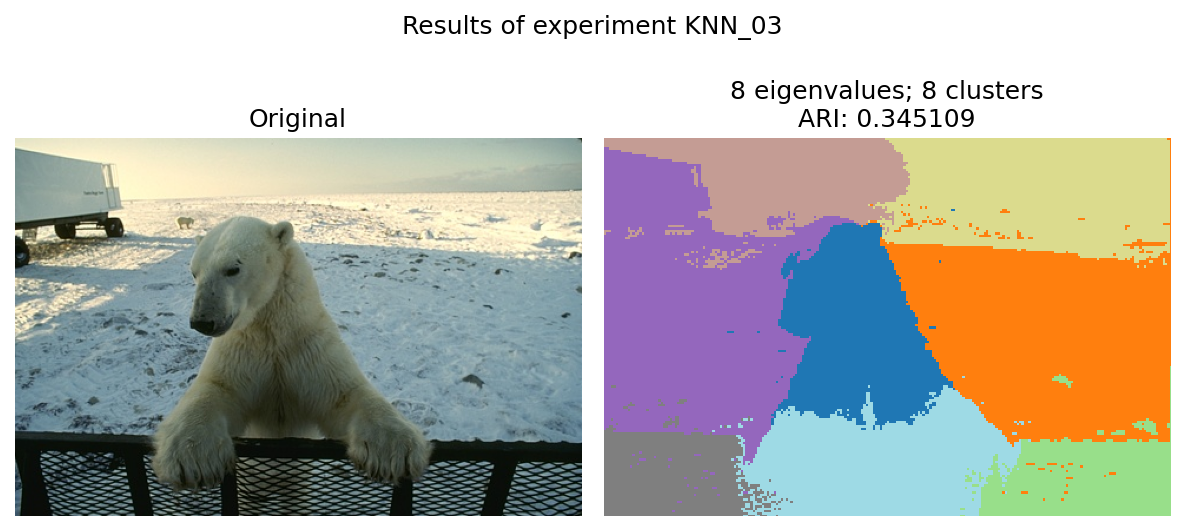 Results of experiment KNN_03
Original
8 eigenvalues; 8 clusters
ARI: 0.345109